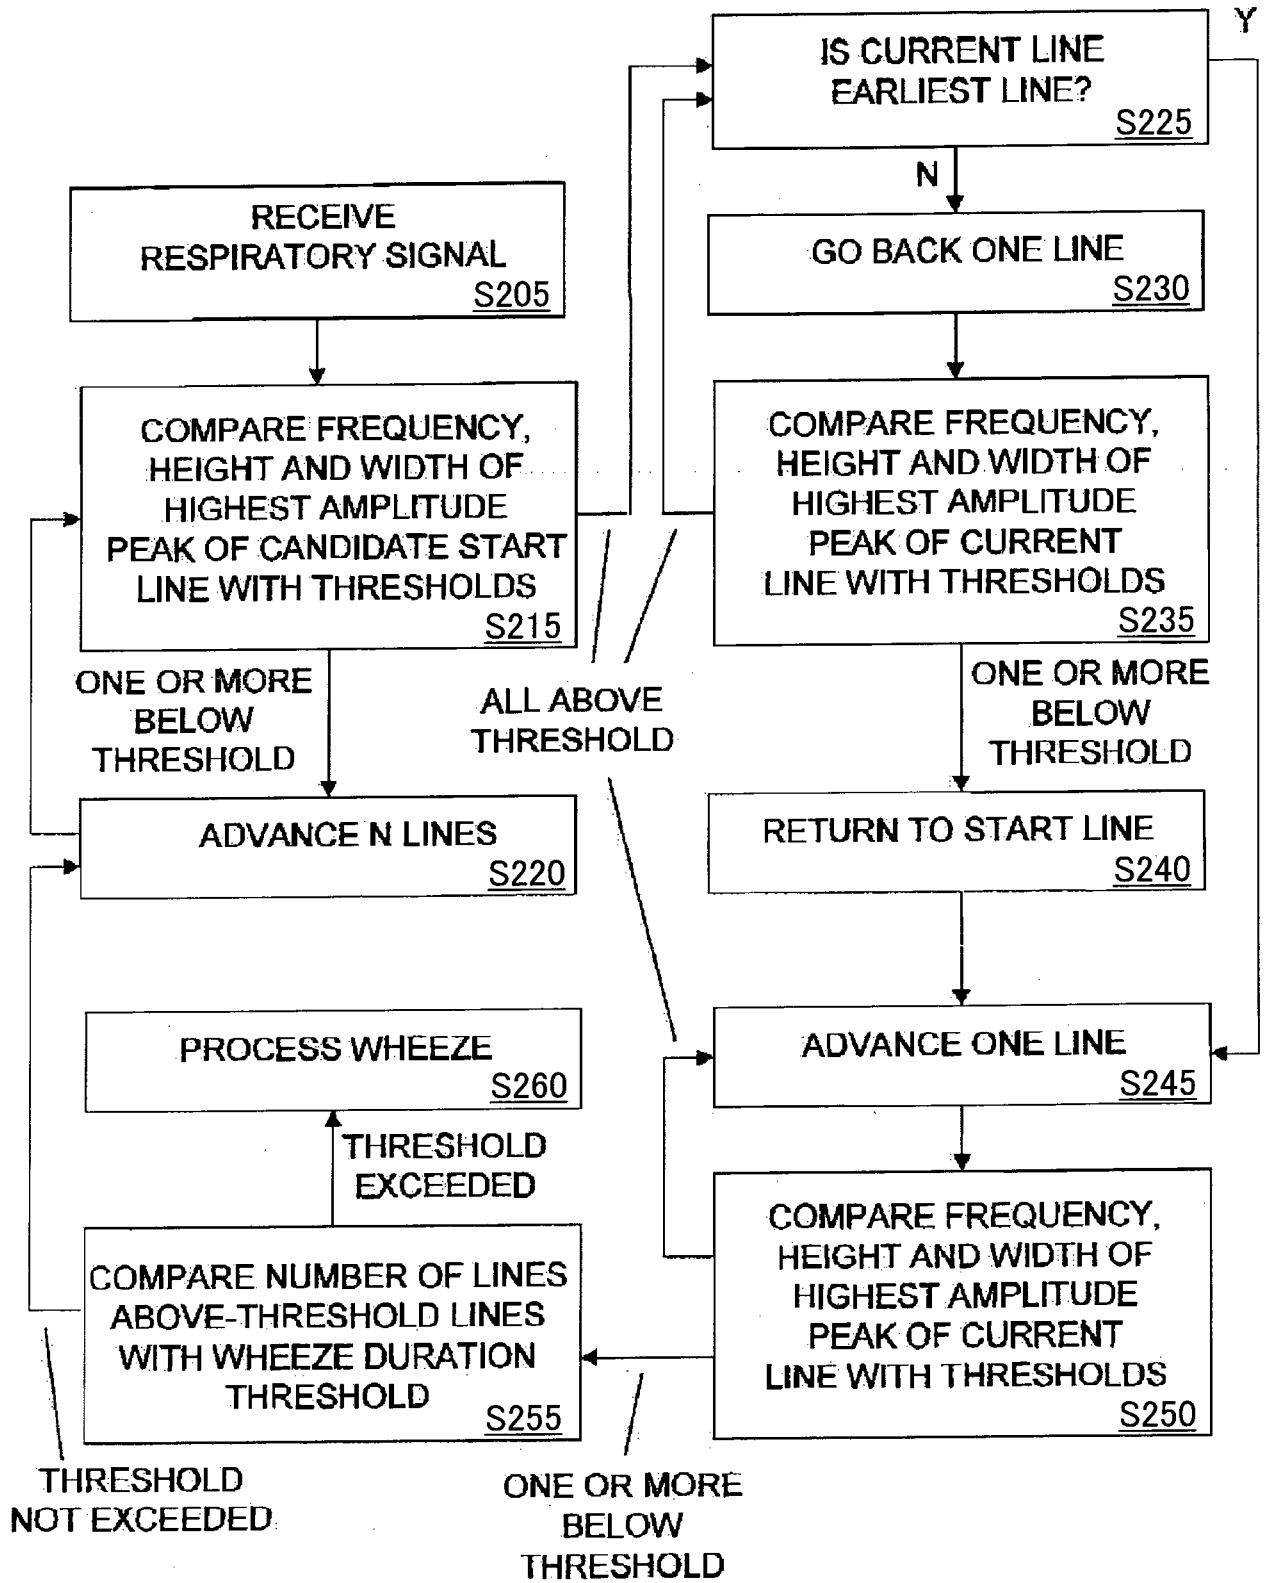 Y
IS CURRENT LINE
EARLIEST LINE?
S225
N
RECEIVE
RESPIRATORY SIGNAL
S205
GO BACK ONE LINE
S230
COMPARE FREQUENCY,
HEIGHT AND WIDTH OF
HIGHEST AMPLITUDE
PEAK OF CANDIDATE START
LINE WITH THRESHOLDS
S215
COMPARE FREQUENCY,
HEIGHT AND WIDTH OF
HIGHEST AMPLITUDE
PEAK OF CURRENT
LINE WITH THRESHOLDS
S235
ONE OR MORE
BELOW
THRESHOLD
ALL ABOVE
THRESHOLD
ONE OR MORE
BELOW
THRESHOLD
ADVANCE N LINES
S220
RETURN TO START LINE
S240
PROCESS WHEEZE
S260
ADVANCE ONE LINE
S245
THRESHOLD
EXCEEDED
COMPARE NUMBER OF LINES
ABOVE-THRESHOLD LINES
WITH WHEEZE DURATION
THRESHOLD
S255
COMPARE FREQUENCY,
HEIGHT AND WIDTH OF
HIGHEST AMPLITUDE
PEAK OF CURRENT
LINE WITH THRESHOLDS
S250
THRESHOLD
NOT EXCEEDED
ONE OR MORE
BELOW
THRESHOLD